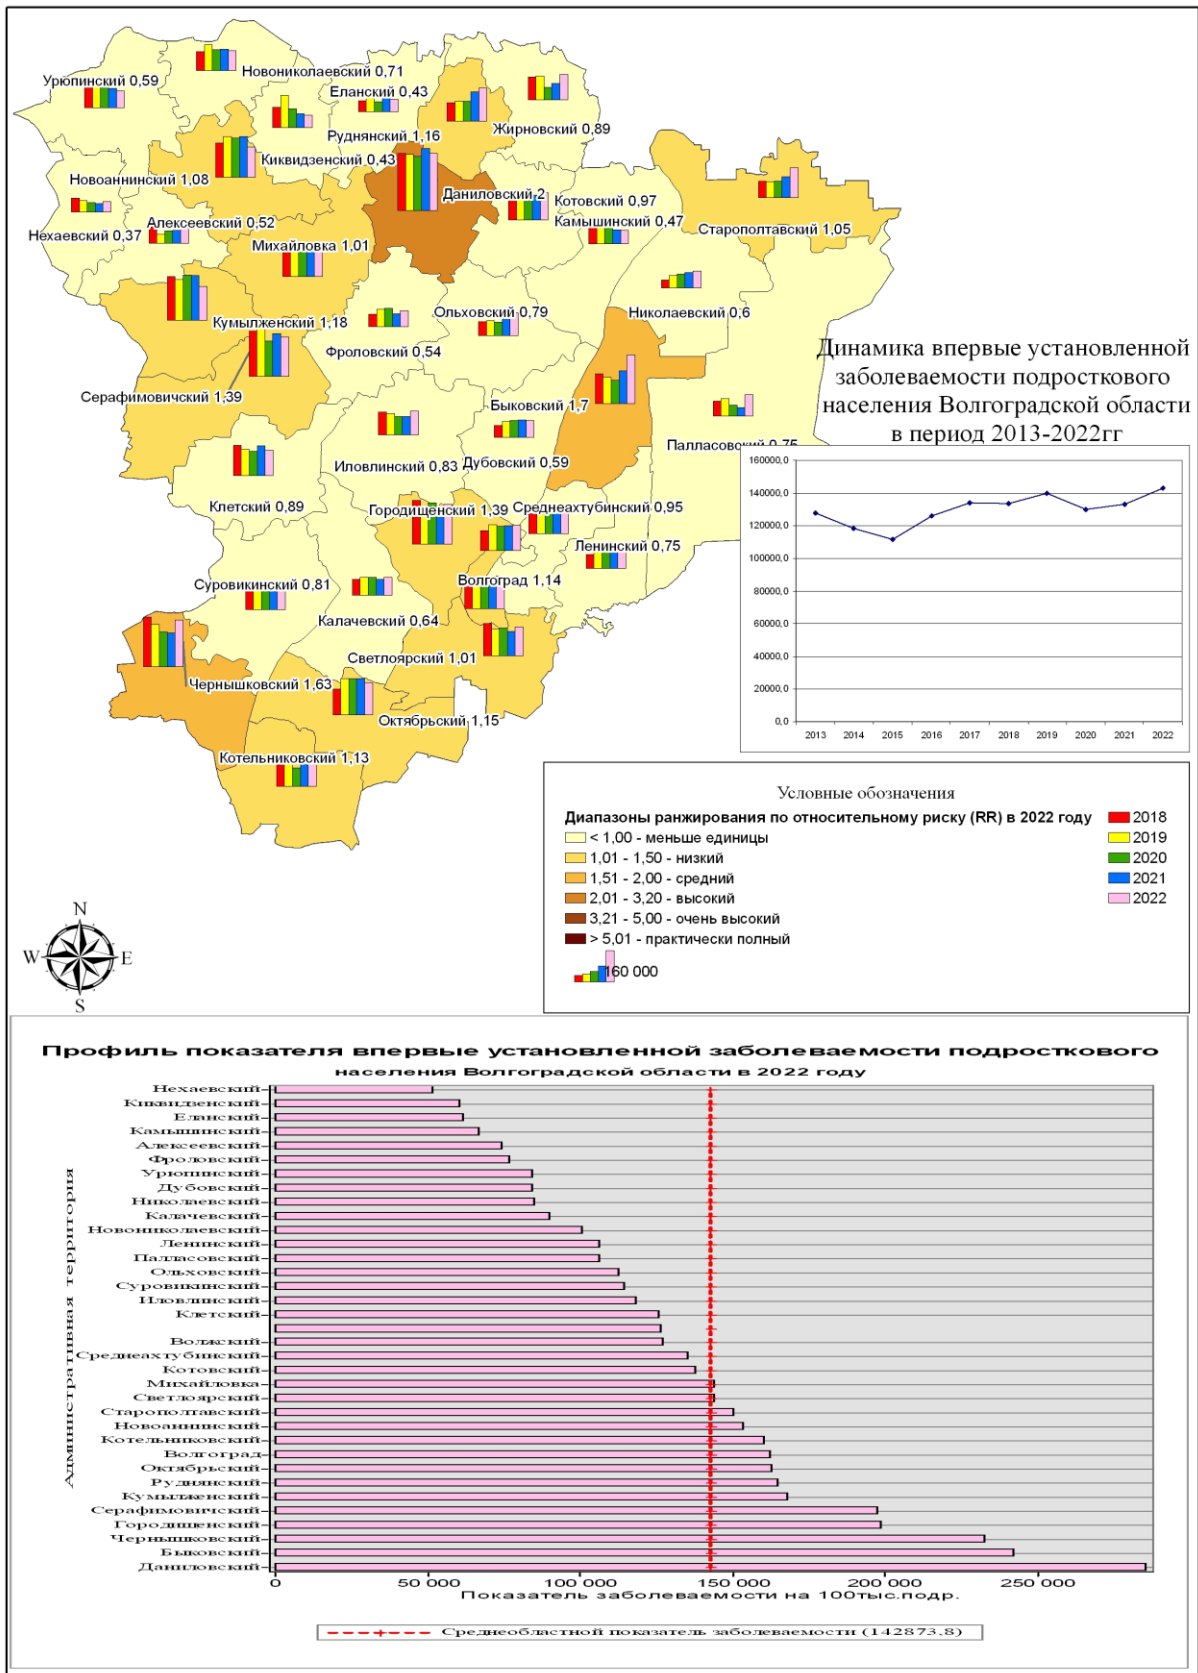 Новониколаевский 0,71
Урюпинский 0,59
Еланский 0,43
Жирновский 0,89
Руднянский 1,16
Киквидзенский 0,43
Новоаннинский 1,08
Даниловский 2
Котовский 0,97
Алексеевский 0,52
Камышинский 0,47
Нехаевский 0,37
Старополтавский 1,05
Михайловка 1,01
Ольховский 0,79
Николаевский 0,6
Кумылженский 1,18
Фроловский 0,54
Серафимовичский 1,39
Быковский 1,7
Палласовский 0,75
Иловлинский 0,83
Дубовский 0,59
Клетский 0,89
Городищенский 1,39
Среднеахтубинский 0,95
Ленинский 0,75
Суровикинский 0,81
Волгоград 1,14
Калачевский 0,64
Светлоярский 1,01
Чернышковский 1,63
Октябрьский 1,15
Котельниковский 1,13
Динамика впервые установленной
заболеваемости подросткового
населения Волгоградской области
в период 2013-2022гг
160000,0
140000,0
120000,0
100000,0
80000,0
60000,0
40000,0
20000,0
0,0
2013 2014 2015 2016 2017 2018 2019 2020 2021 2022
Условные обозначения
Диапазоны ранжирования по относительному риску (RR) в 2022 году
< 1,00 - меньше единицы
1,01 - 1,50 - низкий
1,51 - 2,00 - средний
2,01 - 3,20 - высокий
3,21 - 5,00 - очень высокий
> 5,01 - практически полный
160 000
2018
2019
2020
2021
2022
N
W E
S
Профиль показателя впервые установленной заболеваемости подросткового
населения Волгоградской области в 2022 году
Административная территория
Нехаевский
Киквидзенский
Еланский
Камышинский
Алексеевский
Фроловский
Урюпинский
Дубовский
Николаевский
Калачевский
Новониколаевский
Ленинский
Палласовский
Ольховский
Суровикинский
Иловлинский
Клетский
Волжский
Среднеахтубинский
Котовский
Михайловка
Светлоярский
Старополтавский
Новоаннинский
Котельниковский
Волгоград
Октябрьский
Руднянский
Кумылженский
Серафимовичский
Городищенский
Чернышковский
Быковский
Даниловский
0 50 000 100 000 150 000 200 000 250 000
Показатель заболеваемости на 100тыс.подр.
Среднеобластной показатель заболеваемости (142873,8)